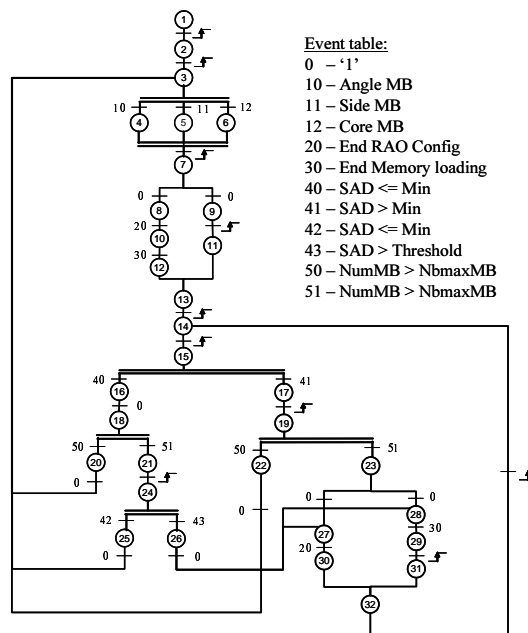 1
2
3
Event table:
0 – ‘1’
10 – Angle MB
11 – Side MB
12 – Core MB
20 – End RAO Config
30 – End Memory loading
40 – SAD <= Min
41 – SAD > Min
42 – SAD <= Min
43 – SAD > Threshold
50 – NumMB > NbmaxMB
51 – NumMB > NbmaxMB
10 11 12
4 5 6
7
0 0
8 9
20
10 11
30
12
13
14
15
40 41
16 17
0
18 19
50 51 50 51
20 21 22 23
0
24 0 0 0
28
42 43 30
27
25 26 29
20
0 0 30 31
32